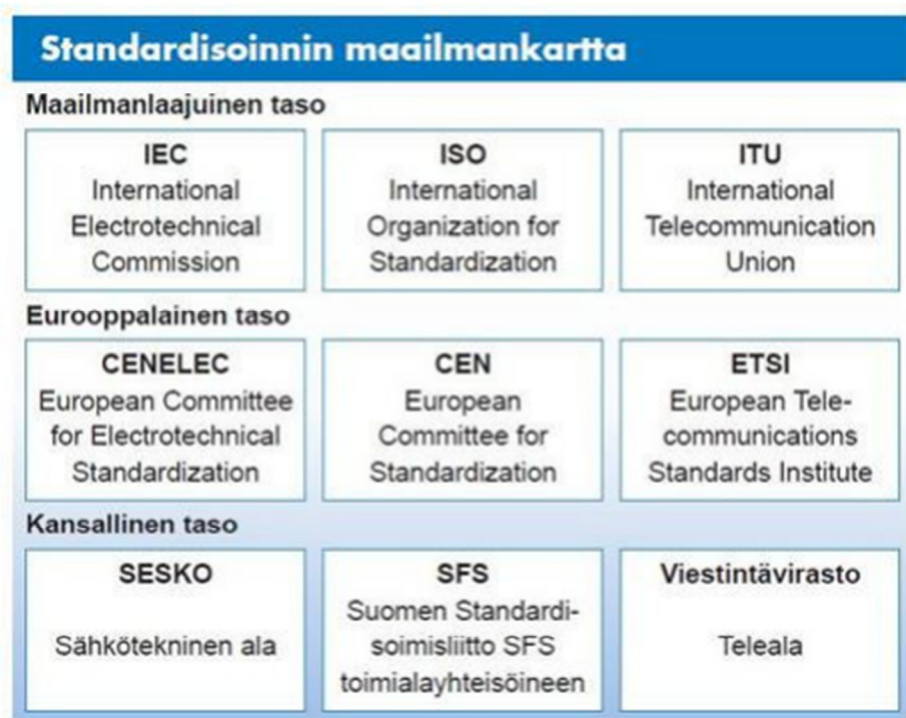 Standardisoinnin maailmankartta
Maailmanlaajuinen taso
IEC
International
Electrotechnical
Commission
ISO
International
Organization for
Standardization
ITU
International
Telecommunication
Union
Eurooppalainen taso
CENELEC
European Committee
for Electrotechnical
Standardization
CEN
European
Committee for
Standardization
ETSI
European Tele-
communications
Standards Institute
Kansallinen taso
SESKO
Sähkötekninen ala
SFS
Suomen Standardi-
soimisliitto SFS
toimialayhteisöineen
Viestintävirasto
Teleala